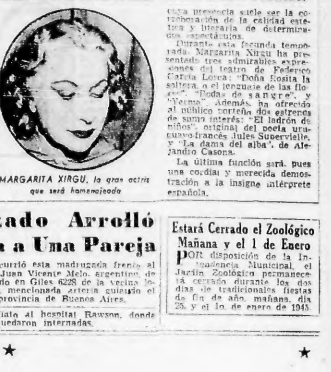 MARGARITA XIRGU, la gran actriz
que será homenajeada
cuya presencia suele ser la
de la calidad esté-
tica y literaria de determina-
dos espectáculos.
Durante esta fecunda tempo-
rada, Margarita Xirgu ha pre-
sentado tres admirables expre-
siones del teatro de Federico
García Lorca: "Doña Rosita la
soltera, o el lenguaje de las flo-
res", "Bodas de sangre", y
"Yerma". Además, ha ofrecido
al público porteño dos estrenos
de sumo interés: "El ladrón de
niños", original del poeta uru-
guayo-francés Jules Supervielle,
y "La dama del alba", de Ale-
jandro Casona.
La última función será, pues
una cordial y merecida demos-
tración a la insigne intérprete
española.
tado Arrolló
a a Una Pareja
ocurrió esta madrugada frente al
Juan Vicente Melo, argentino, de
do en Giles 6228 de la vecina lo-
mencionada arteria guiando el
provincia de Buenos Aires.
al hospital Rawson, donde
quedaron internadas.
Estará Cerrado el Zoológico
Mañana y el 1 de Enero
POR disposición de la In-
tendencia Municipal, el
Jardín Zoológico permanece-
rá cerrado durante los dos
días de tradicionales fiestas
de fin de año, mañana, día
25, y el 1o. de enero de 1945.